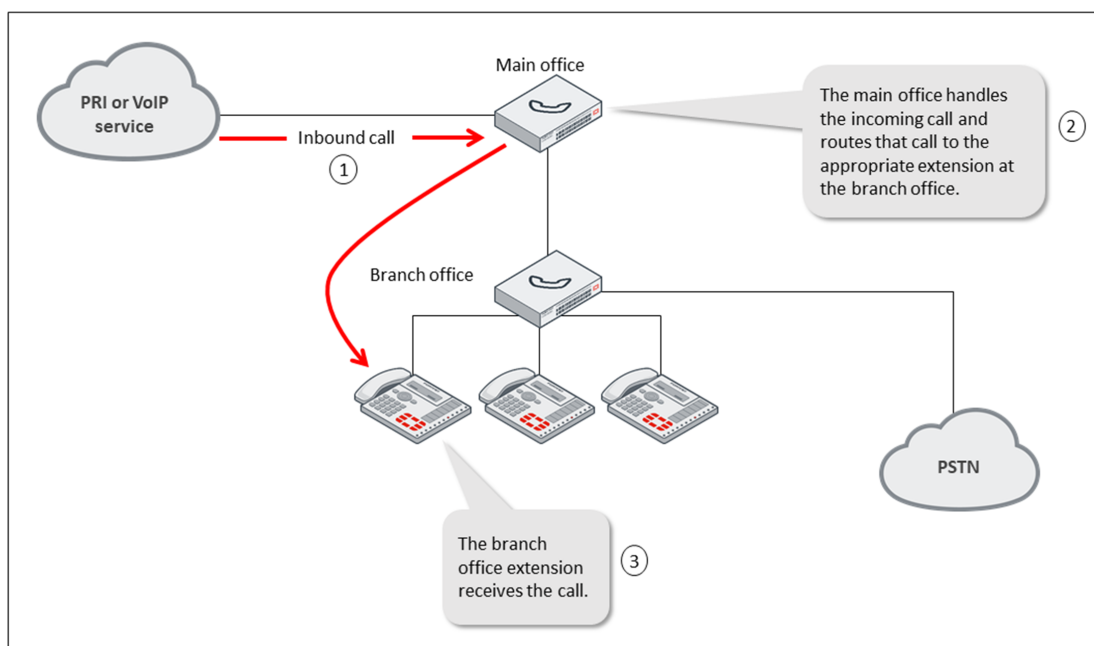 Main office
PRI or VoIP
service
Inbound call
1
The main office handles
the incoming call and
routes that call to the
appropriate extension at
the branch office.
2
Branch office
PSTN
The branch
office extension
receives the call.
3